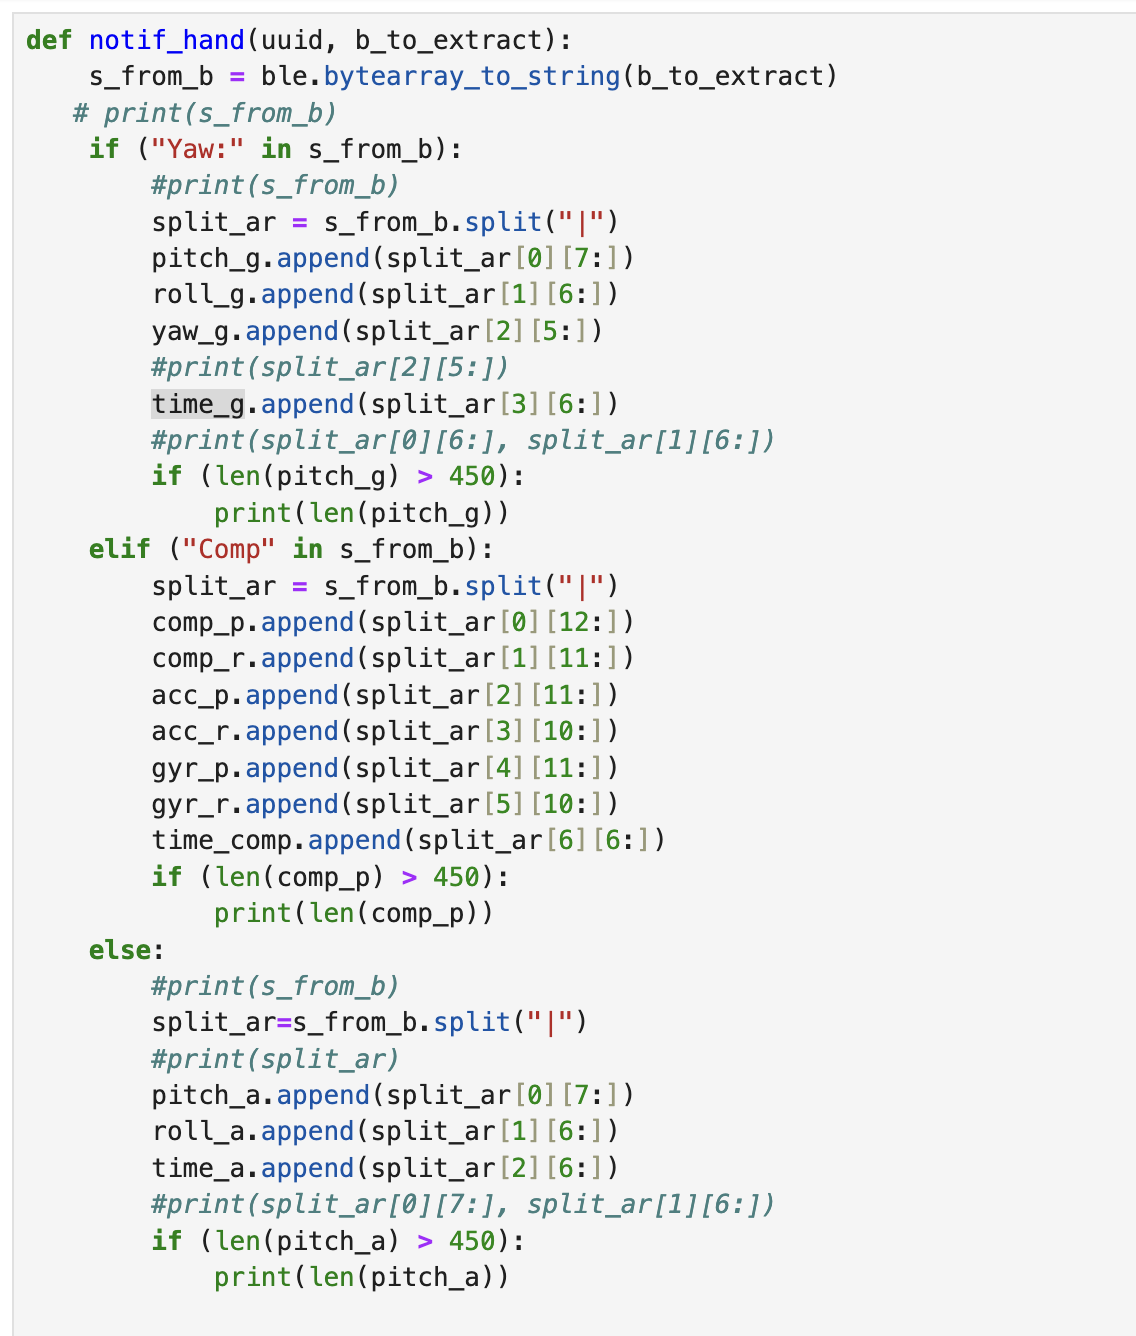 def notif_hand(uuid, b_to_extract):
    s_from_b = ble.bytearray_to_string(b_to_extract)
   # print(s_from_b)
    if ("Yaw:" in s_from_b):
        #print(s_from_b)
        split_ar = s_from_b.split("|")
        pitch_g.append(split_ar[0][7:])
        roll_g.append(split_ar[1][6:])
        yaw_g.append(split_ar[2][5:])
        #print(split_ar[2][5:])
        time_g.append(split_ar[3][6:])
        #print(split_ar[0][6:], split_ar[1][6:])
        if (len(pitch_g) > 450):
            print(len(pitch_g))
    elif ("Comp" in s_from_b):
        split_ar = s_from_b.split("|")
        comp_p.append(split_ar[0][12:])
        comp_r.append(split_ar[1][11:])
        acc_p.append(split_ar[2][11:])
        acc_r.append(split_ar[3][10:])
        gyr_p.append(split_ar[4][11:])
        gyr_r.append(split_ar[5][10:])
        time_comp.append(split_ar[6][6:])
        if (len(comp_p) > 450):
            print(len(comp_p))
    else:
        #print(s_from_b)
        split_ar=s_from_b.split("|")
        #print(split_ar)
        pitch_a.append(split_ar[0][7:])
        roll_a.append(split_ar[1][6:])
        time_a.append(split_ar[2][6:])
        #print(split_ar[0][7:], split_ar[1][6:])
        if (len(pitch_a) > 450):
            print(len(pitch_a))